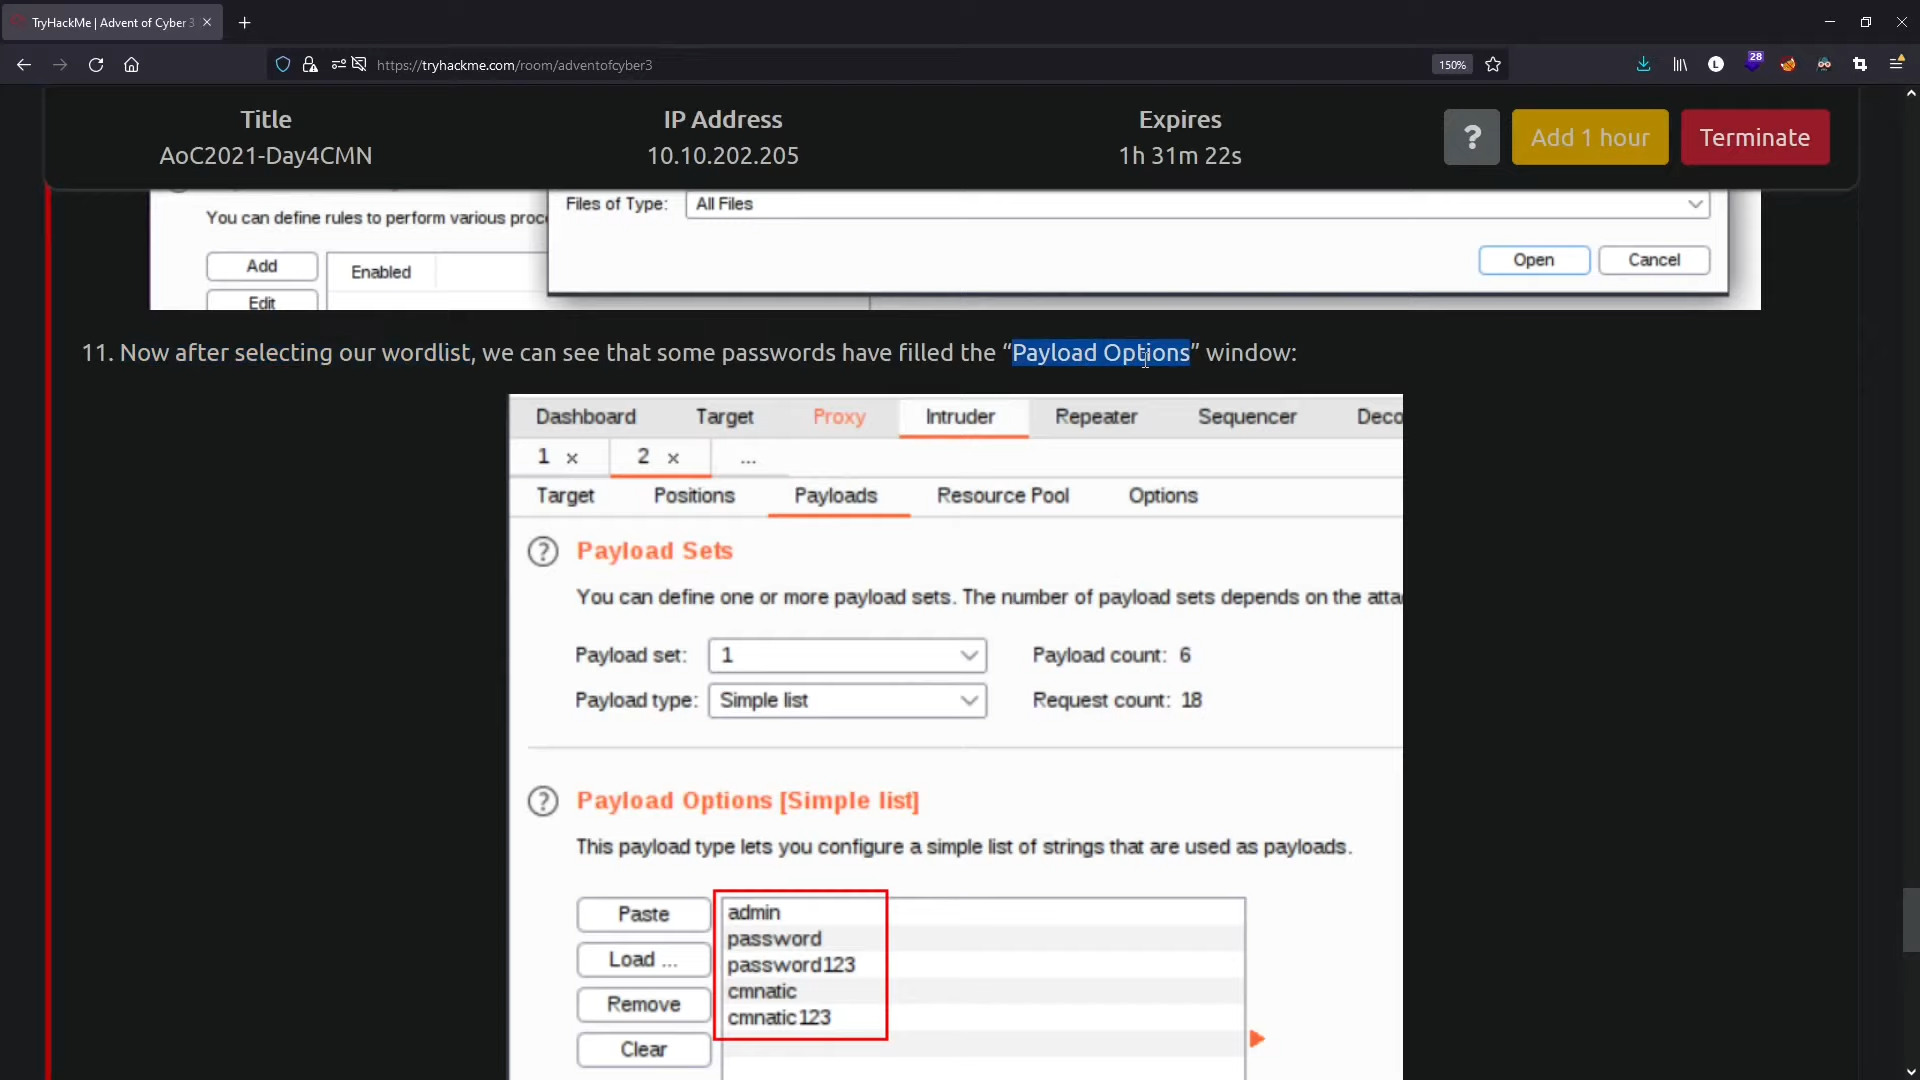 TryHackMe | Advent of Cyber 3
https://tryhackme.com/room/adventofcyber3
150%
28
L
Title
AoC2021-Day4CMN
IP Address
10.10.202.205
Expires
1h 31m 22s
?
Add 1 hour
Terminate
You can define rules to perform various proc
Add
Enabled
Edit
Files of Type:
All Files
Open
Cancel
11. Now after selecting our wordlist, we can see that some passwords have filled the “Payload Options” window:
Dashboard Target Proxy Intruder Repeater Sequencer Deco
1 × 2 × ...
Target Positions Payloads Resource Pool Options
? Payload Sets
You can define one or more payload sets. The number of payload sets depends on the atta
Payload set: 1 Payload count: 6
Payload type: Simple list Request count: 18
? Payload Options [Simple list]
This payload type lets you configure a simple list of strings that are used as payloads.
Paste
Load ...
Remove
Clear
admin
password
password123
cmnatic
cmnatic123